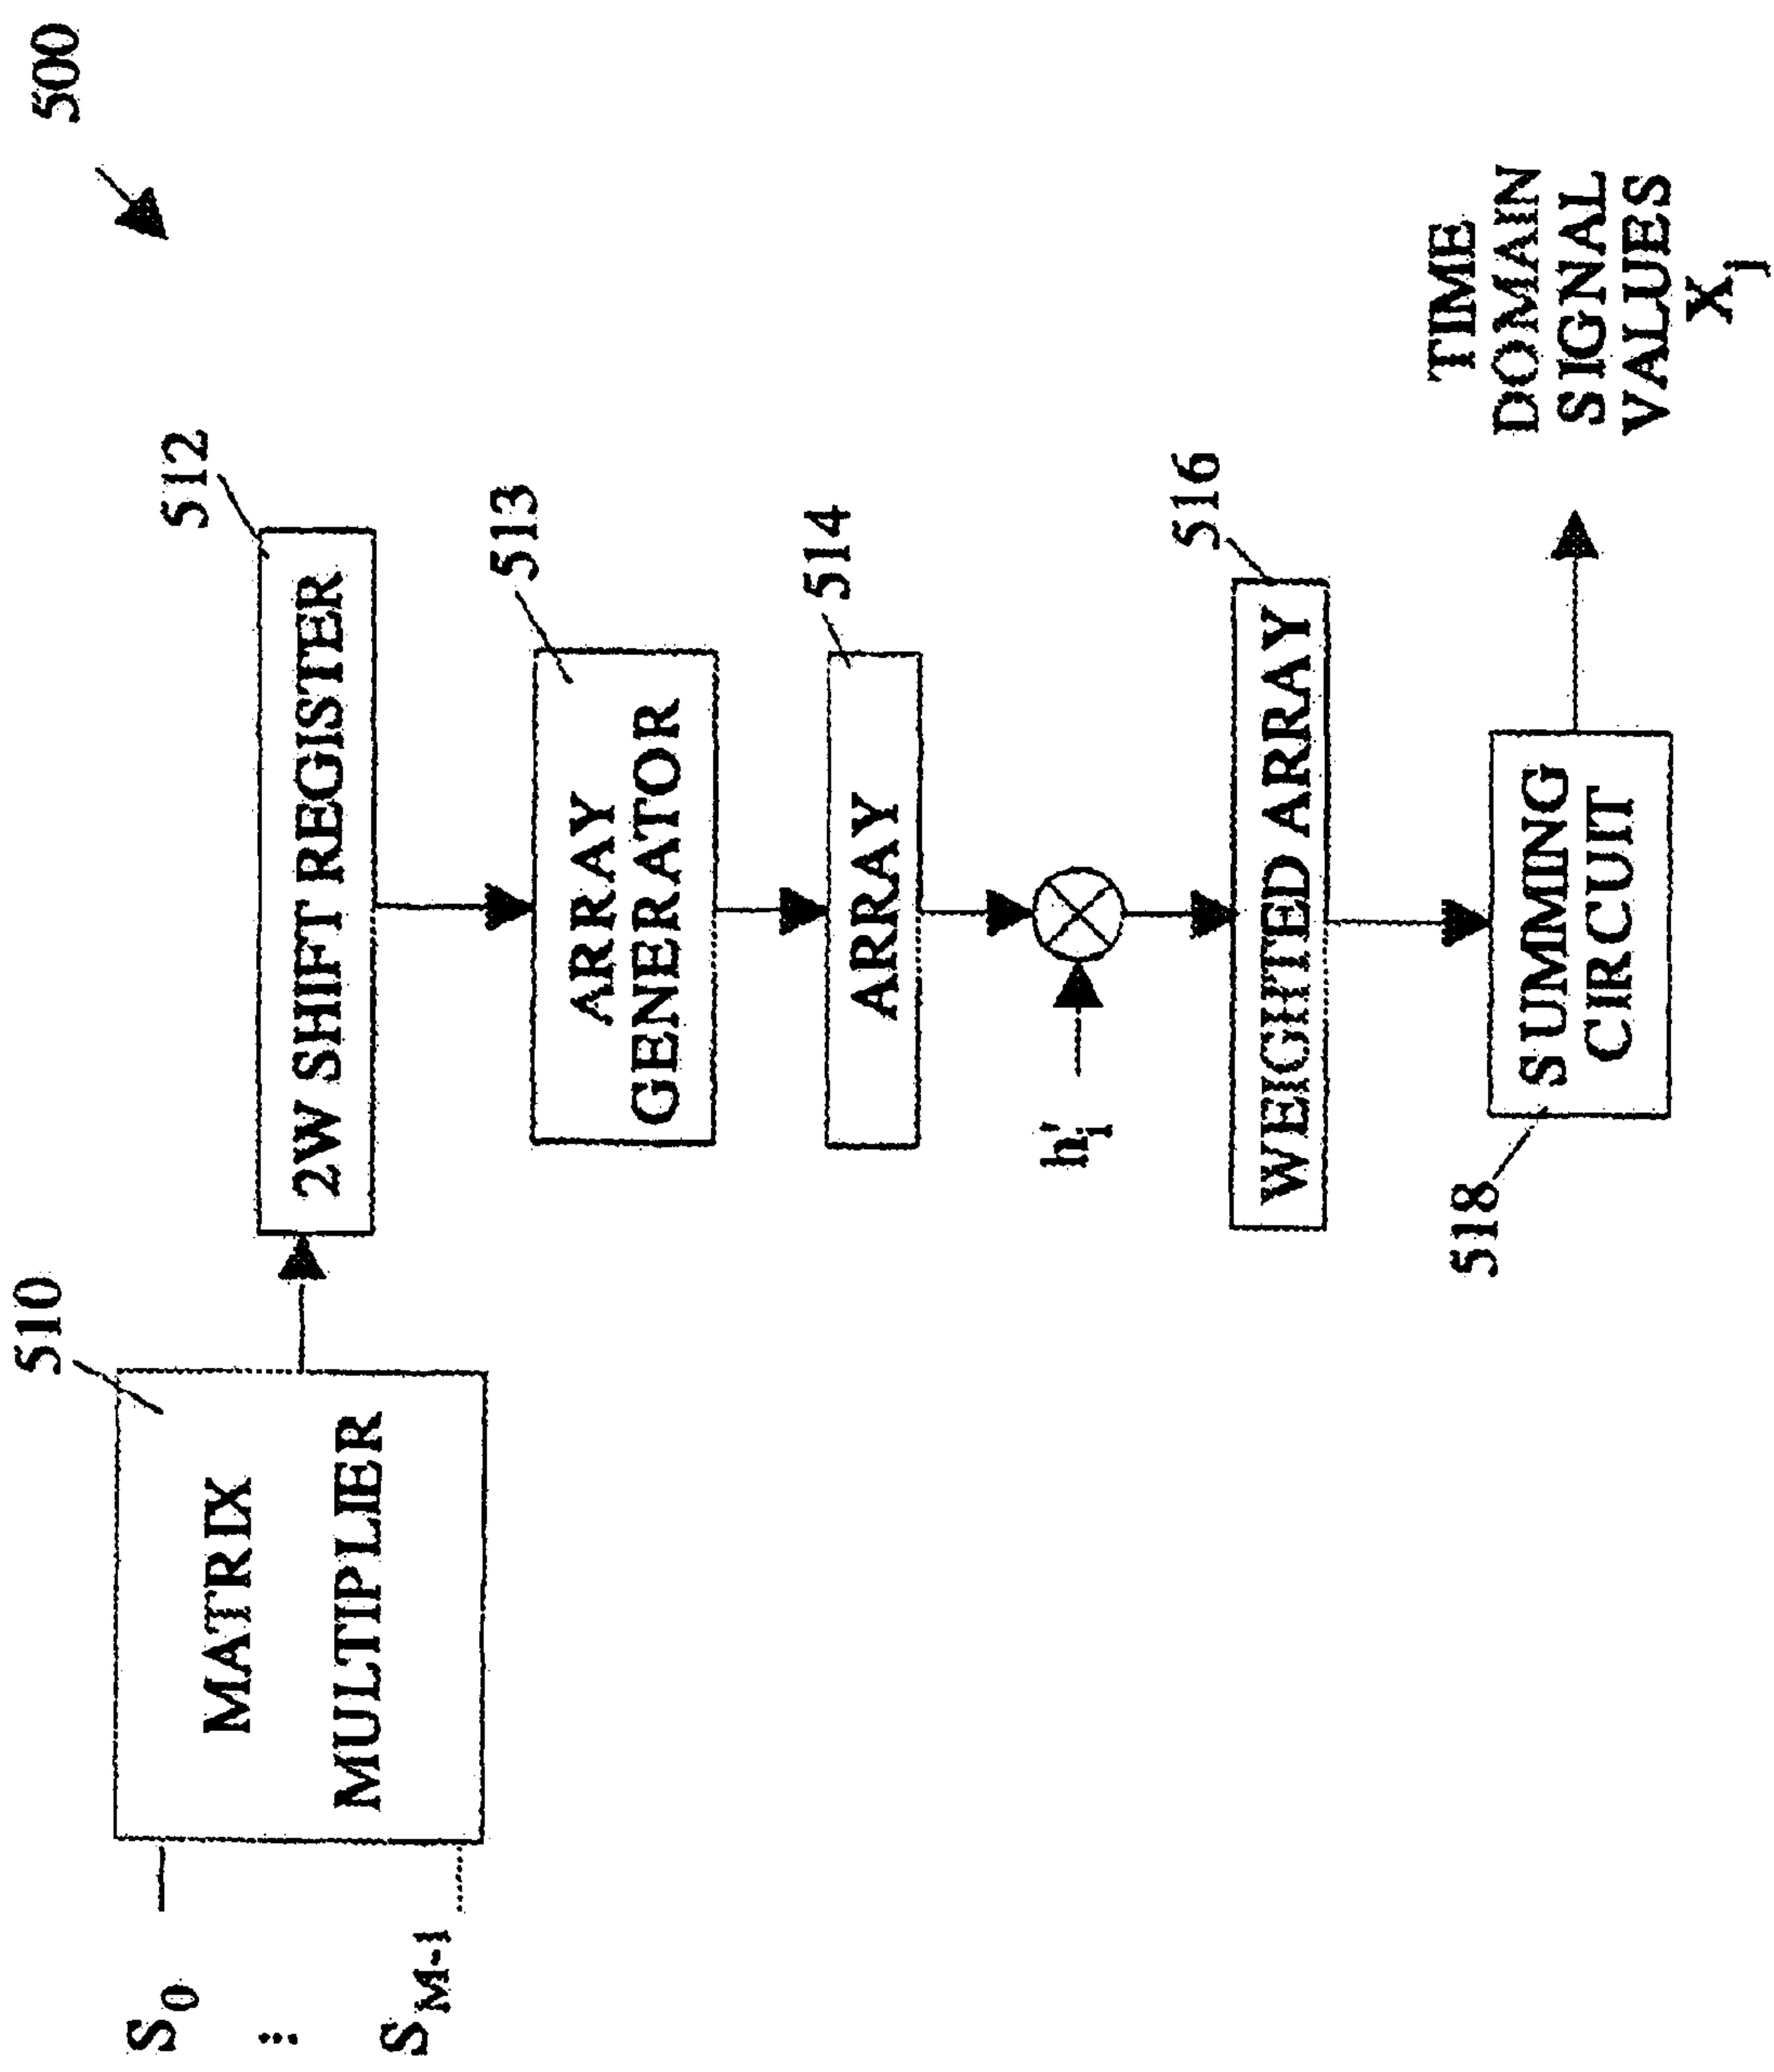 500
510
S0
⋮
SM-1
MATRIX
MULTIPLIER
512
2W SHIFT REGISTER
513
ARRAY
GENERATOR
514
ARRAY
h'i
516
WEIGHTED ARRAY
518
SUMMING
CIRCUIT
TIME
DOMAIN
SIGNAL
VALUES
Xj